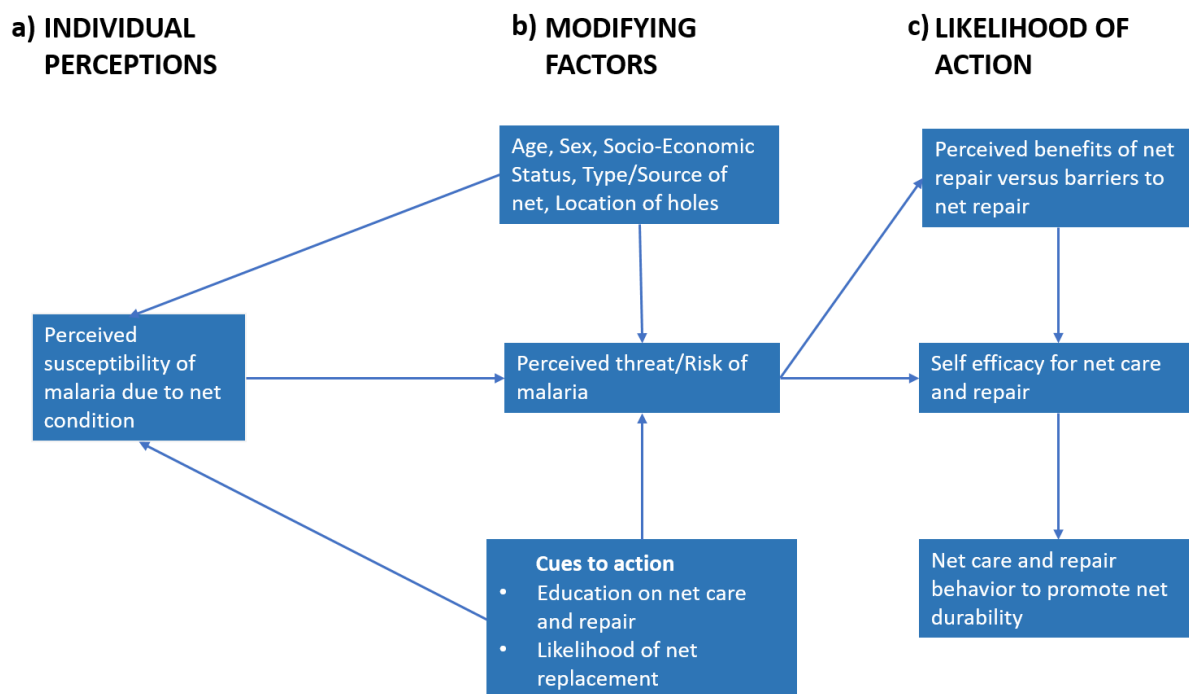 a) INDIVIDUAL
PERCEPTIONS
b) MODIFYING
FACTORS
c) LIKELIHOOD OF
ACTION
Age, Sex, Socio-Economic
Status, Type/Source of
net, Location of holes
Perceived benefits of net
repair versus barriers to
net repair
Perceived
susceptibility of
malaria due to net
condition
Perceived threat/Risk of
malaria
Self efficacy for net care
and repair
Cues to action
• Education on net care
and repair
• Likelihood of net
replacement
Net care and repair
behavior to promote net
durability